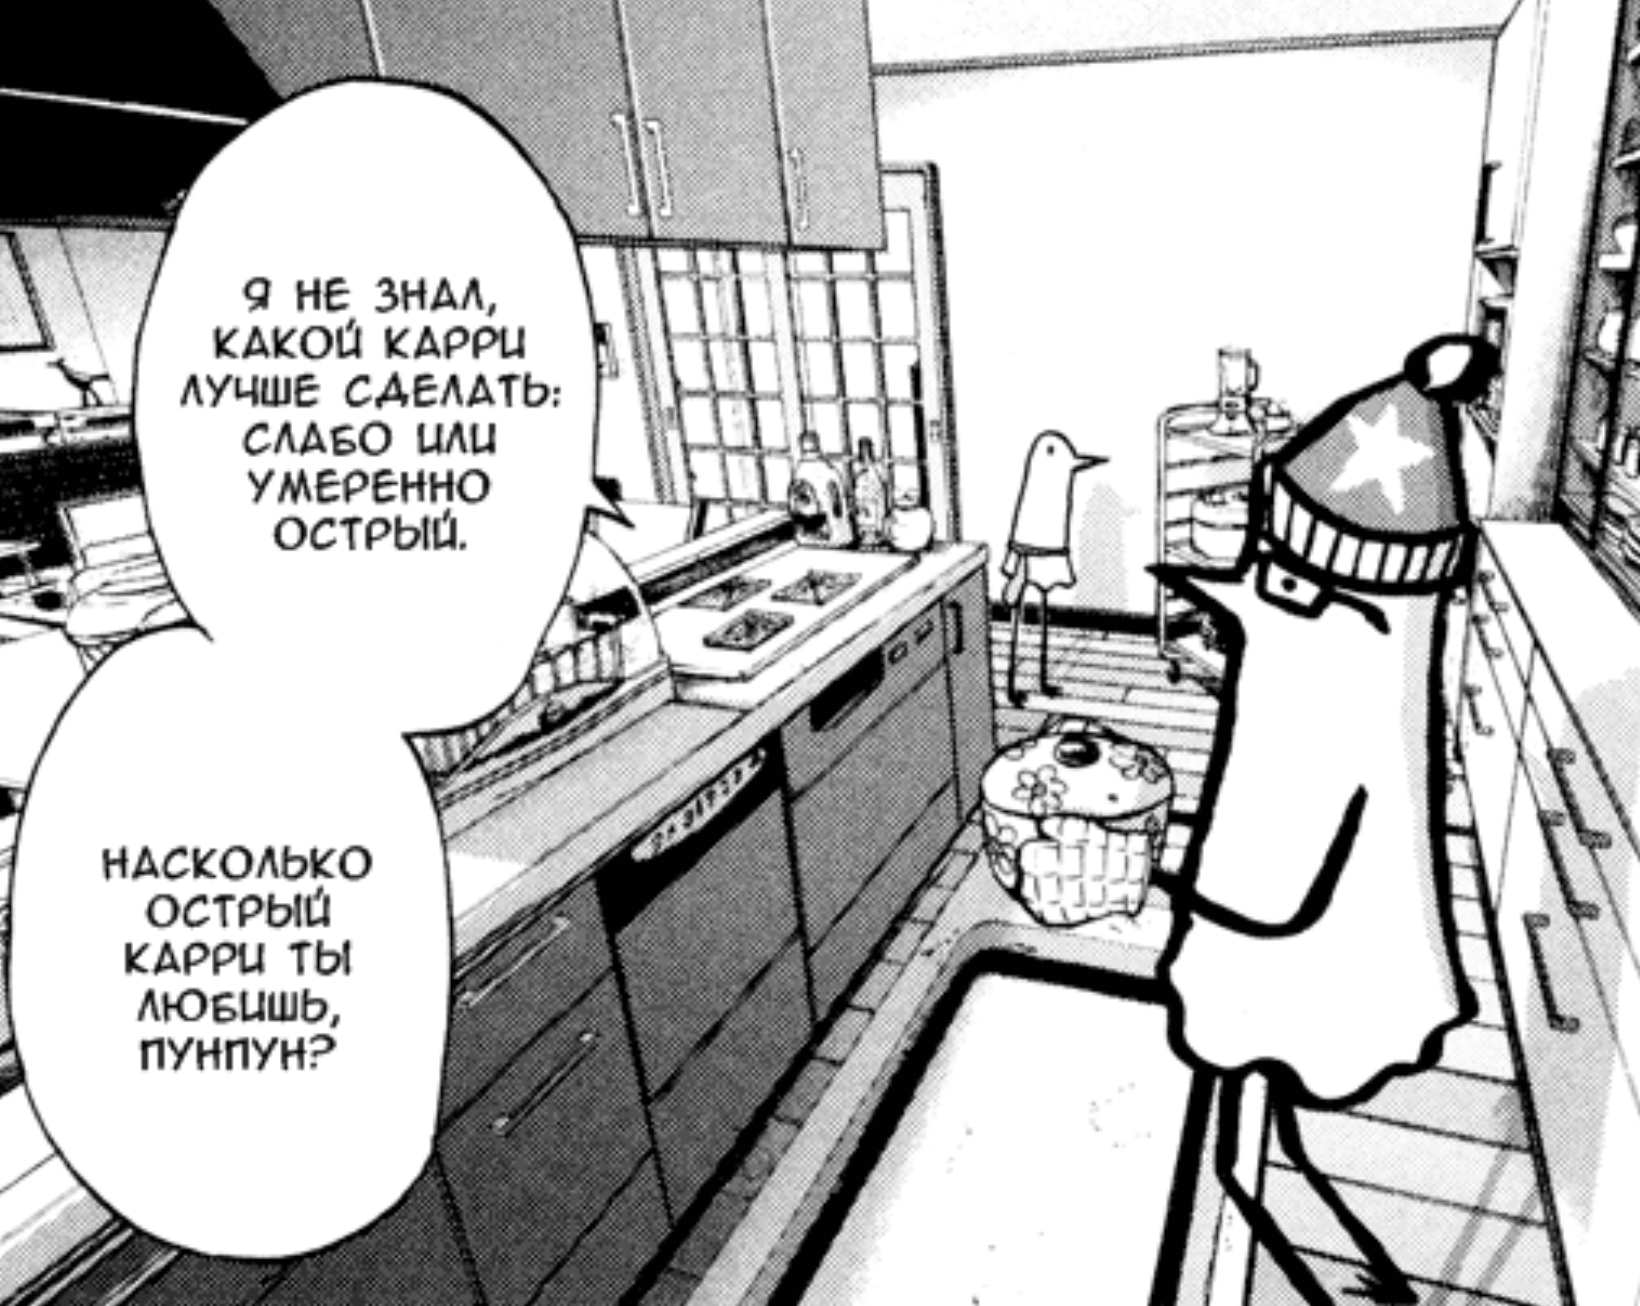 Я НЕ ЗНАЛ,
КАКОЙ КАРРИ
ЛУЧШЕ СДЕЛАТЬ:
СЛАБО ИЛИ
УМЕРЕННО
ОСТРЫЙ.
НАСКОЛЬКО
ОСТРЫЙ
КАРРИ ТЫ
ЛЮБИШЬ,
ПУНПУН?